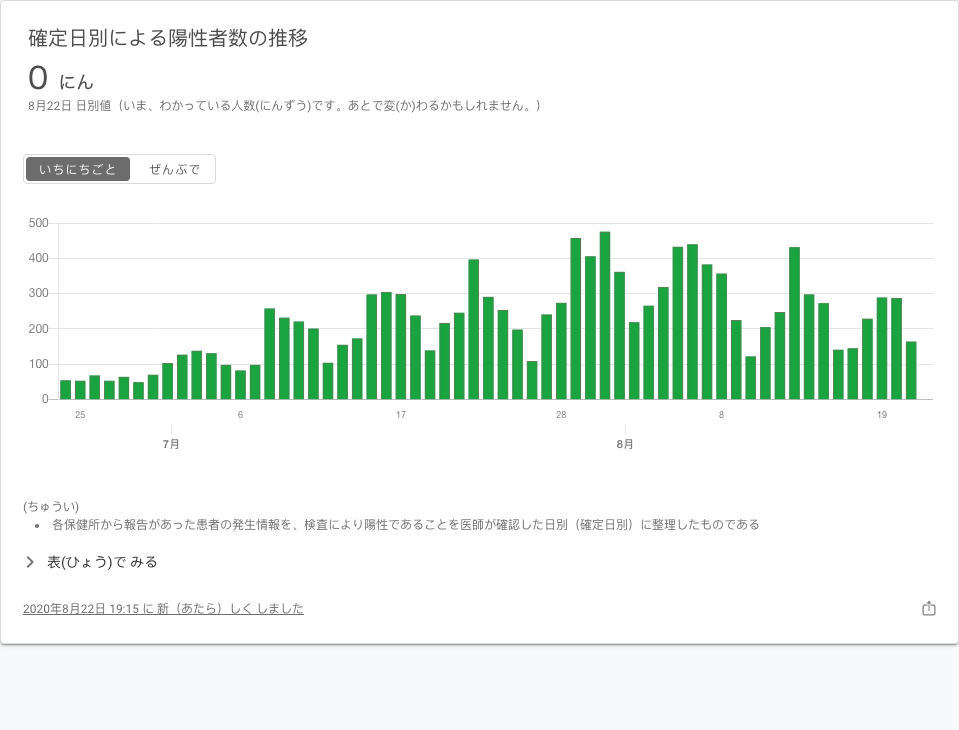 確定日別による陽性者数の推移
0 にん
8月22日 日別値（いま、わかっている人数(にんずう)です。あとで変(か)わるかもしれません。）
いちにちごと ぜんぶで
500
400
300
200
100
0
25 6 17 28 8 19
7月 8月
(ちゅうい)
• 各保健所から報告があった患者の発生情報を、検査により陽性であることを医師が確認した日別（確定日別）に整理したものである
表(ひょう)で みる
2020年8月22日 19:15 に 新（あたら）しく しました